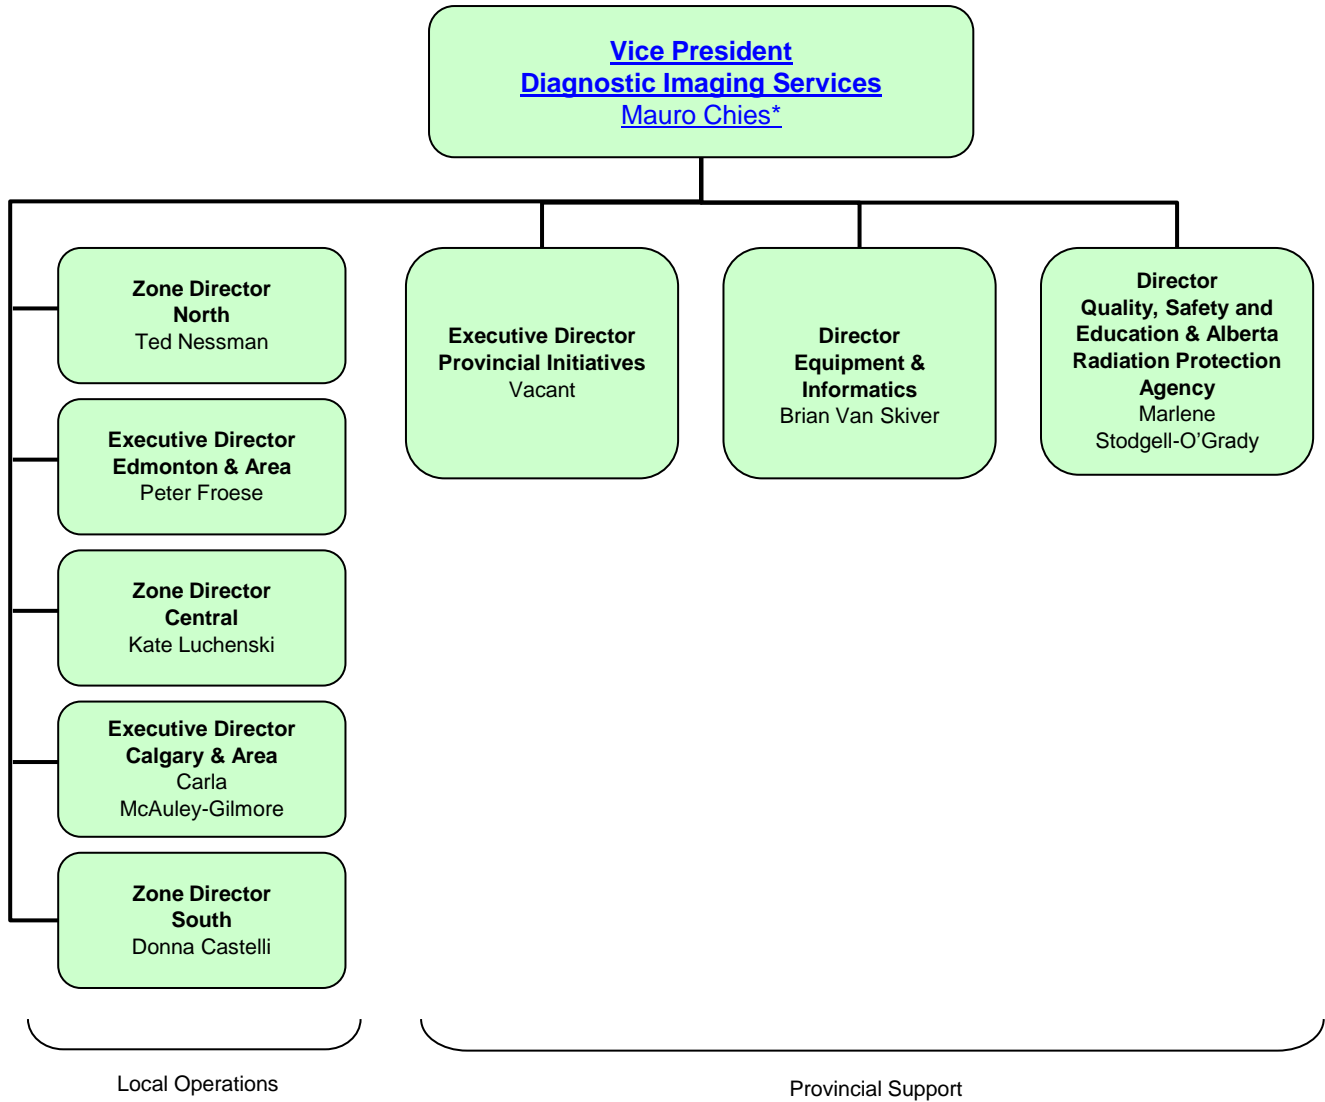 Vice President
Diagnostic Imaging Services
Mauro Chies*
Zone Director
North
Ted Nessman
Executive Director
Edmonton & Area
Peter Froese
Zone Director
Central
Kate Luchenski
Executive Director
Calgary & Area
Carla
McAuley-Gilmore
Zone Director
South
Donna Castelli
Executive Director
Provincial Initiatives
Vacant
Director
Equipment &
Informatics
Brian Van Skiver
Director
Quality, Safety and
Education & Alberta
Radiation Protection
Agency
Marlene
Stodgell-O’Grady
Local Operations
Provincial Support